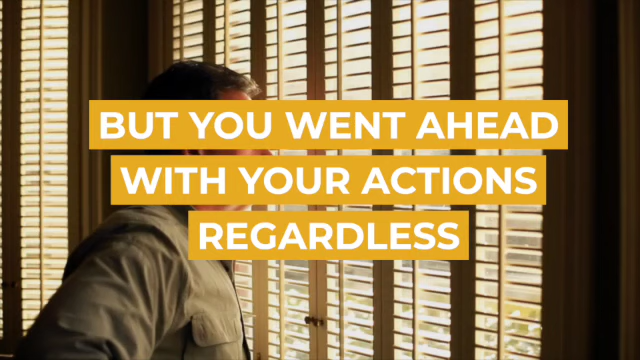 BUT YOU WENT AHEAD
WITH YOUR ACTIONS
REGARDLESS